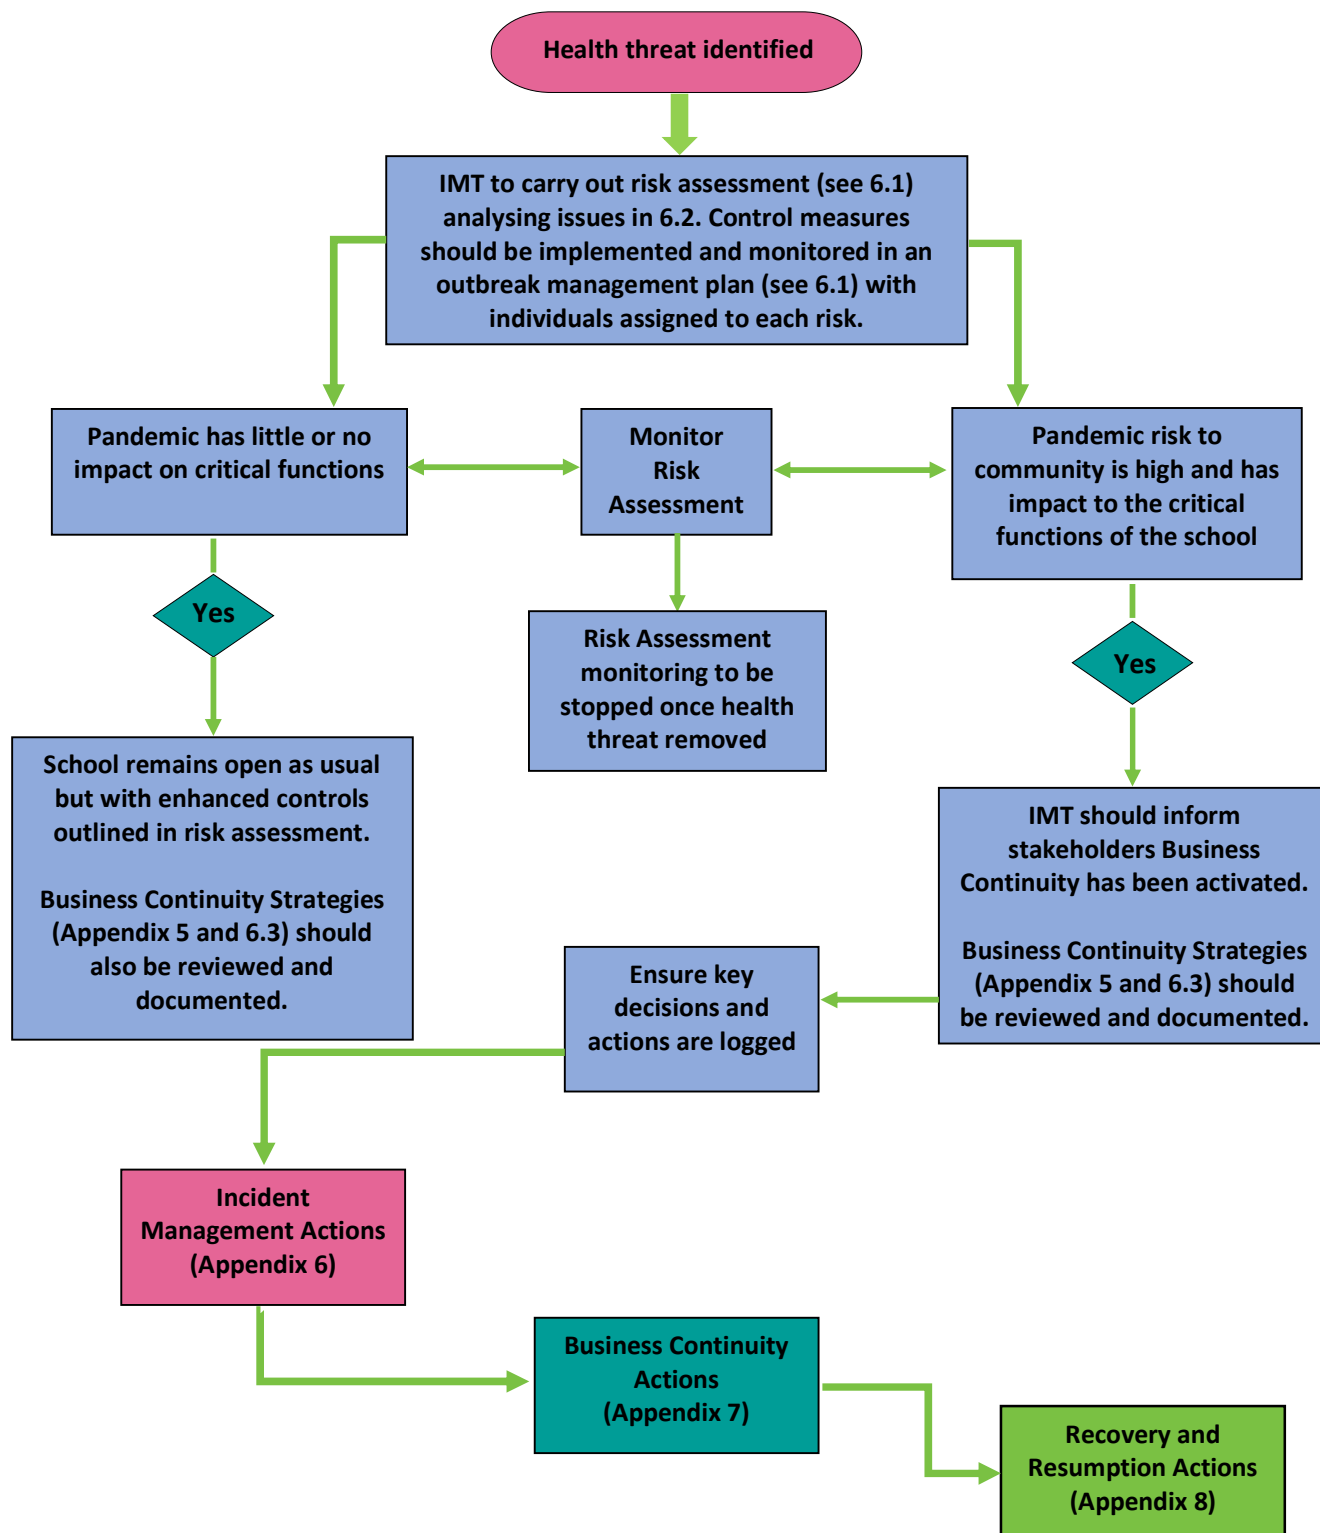 Health threat identified
IMT to carry out risk assessment (see 6.1)
analysing issues in 6.2. Control measures
should be implemented and monitored in an
outbreak management plan (see 6.1) with
individuals assigned to each risk.
Pandemic has little or no
impact on critical functions
Monitor
Risk
Assessment
Pandemic risk to
community is high and has
impact to the critical
functions of the school
Yes
Risk Assessment
monitoring to be
stopped once health
threat removed
Yes
School remains open as usual
but with enhanced controls
outlined in risk assessment.
Business Continuity Strategies
(Appendix 5 and 6.3) should
also be reviewed and
documented.
IMT should inform
stakeholders Business
Continuity has been activated.
Business Continuity Strategies
(Appendix 5 and 6.3) should
be reviewed and documented.
Ensure key
decisions and
actions are logged
Incident
Management Actions
(Appendix 6)
Business Continuity
Actions
(Appendix 7)
Recovery and
Resumption Actions
(Appendix 8)